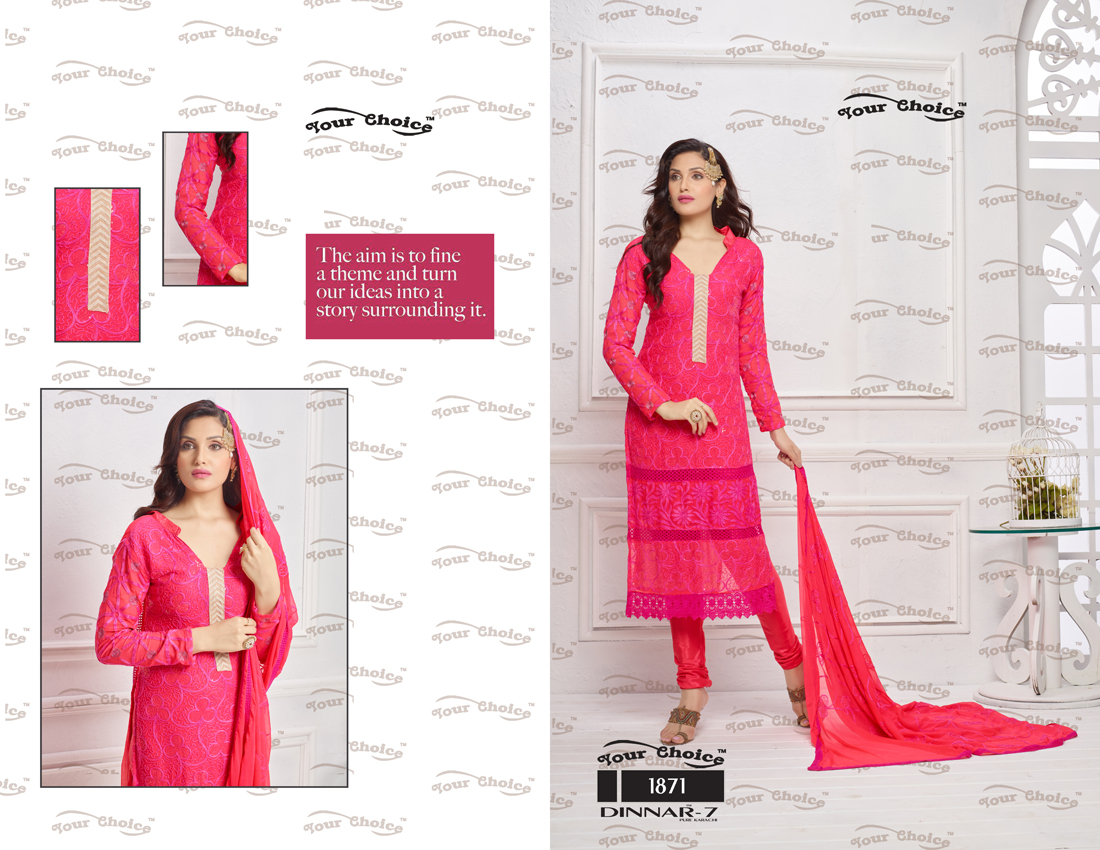 Your Choice™
The aim is to fine
a theme and turn
our ideas into a
story surrounding it.
Your Choice™
Your Choice™
1871
DINNAR-7
PURE KARACHI